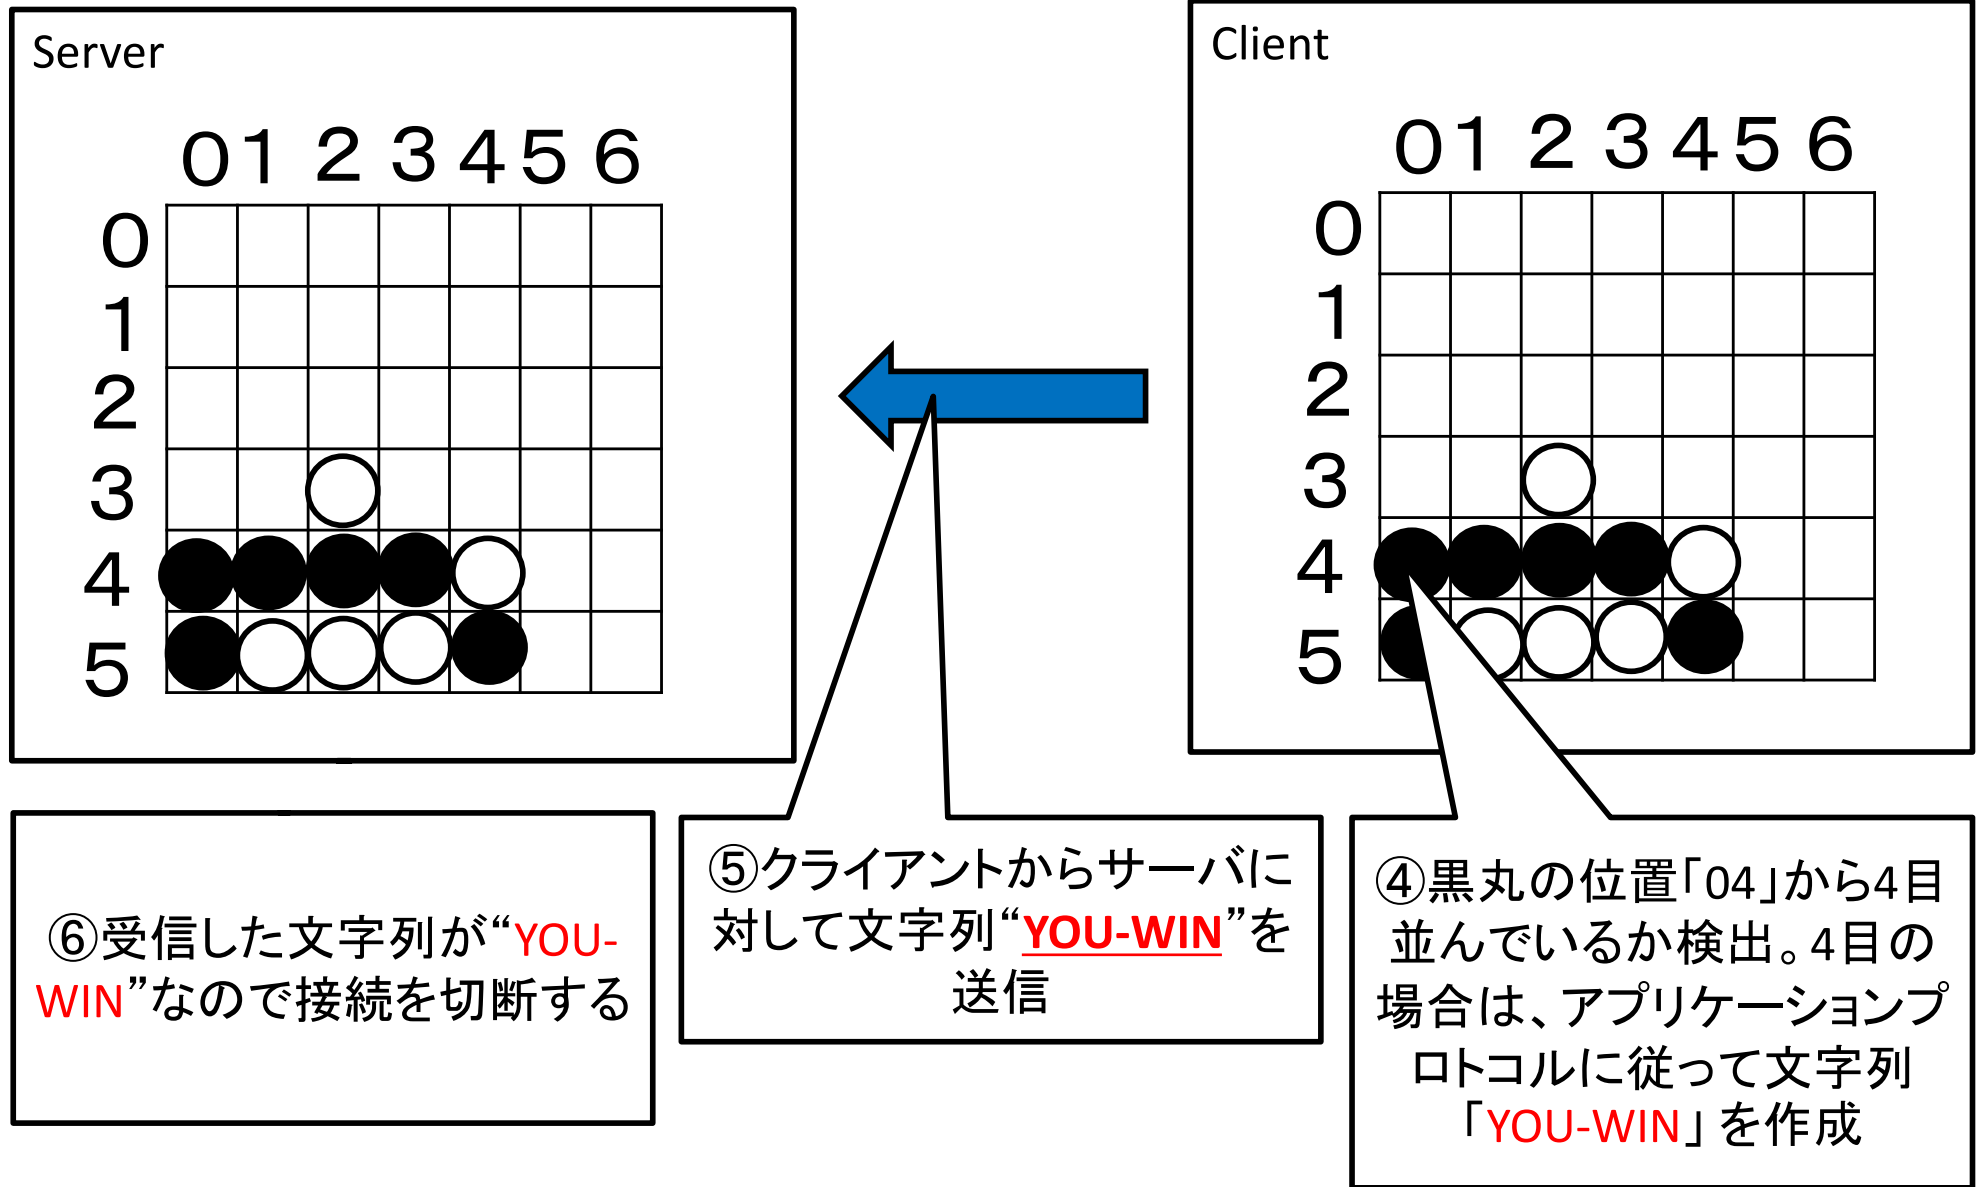 Server
0 1 2 3 4 5 6
0
1
2
3
4
5
Client
0 1 2 3 4 5 6
0
1
2
3
4
5
⑥受信した文字列が“YOU-
WIN”なので接続を切断する
⑤クライアントからサーバに
対して文字列“YOU-WIN”を
送信
④黒丸の位置「04」から4目
並んでいるか検出。4目の
場合は、アプリケーションプ
ロトコルに従って文字列
「YOU-WIN」を作成